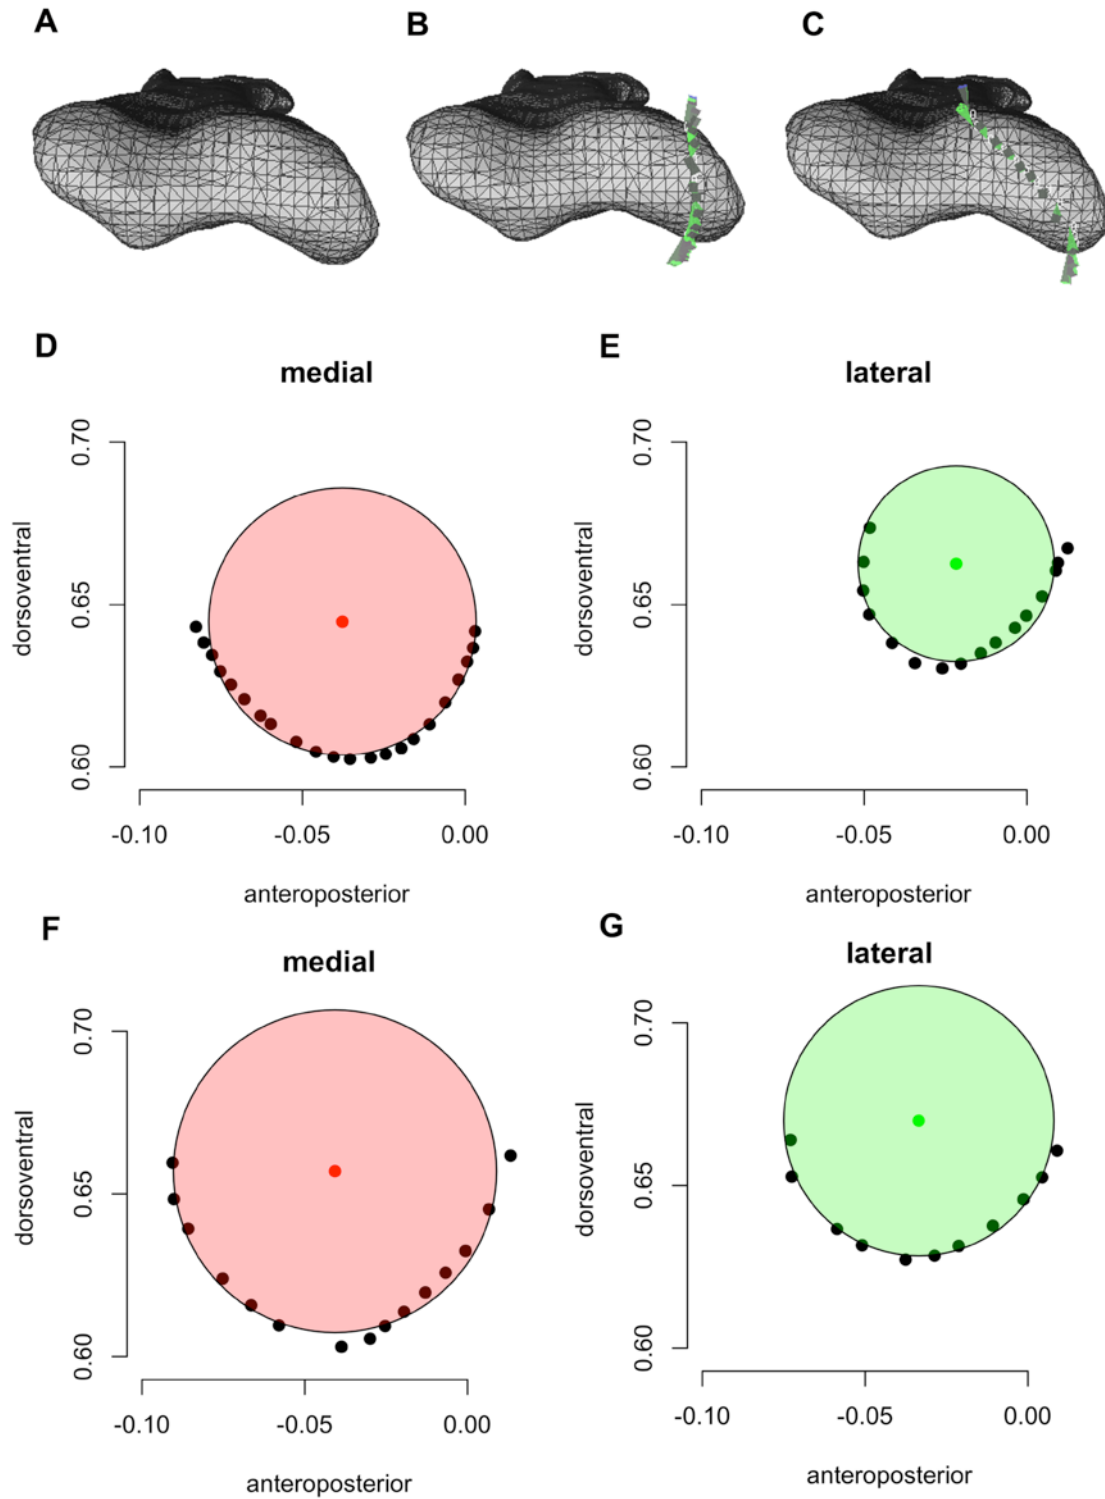 A
B
C
D
medial
0.70
0.65
0.60
dorsoventral
-0.10
-0.05
0.00
anteroposterior
E
lateral
0.70
0.65
0.60
dorsoventral
-0.10
-0.05
0.00
anteroposterior
F
medial
0.70
0.65
0.60
dorsoventral
-0.10
-0.05
0.00
anteroposterior
G
lateral
0.70
0.65
0.60
dorsoventral
-0.10
-0.05
0.00
anteroposterior